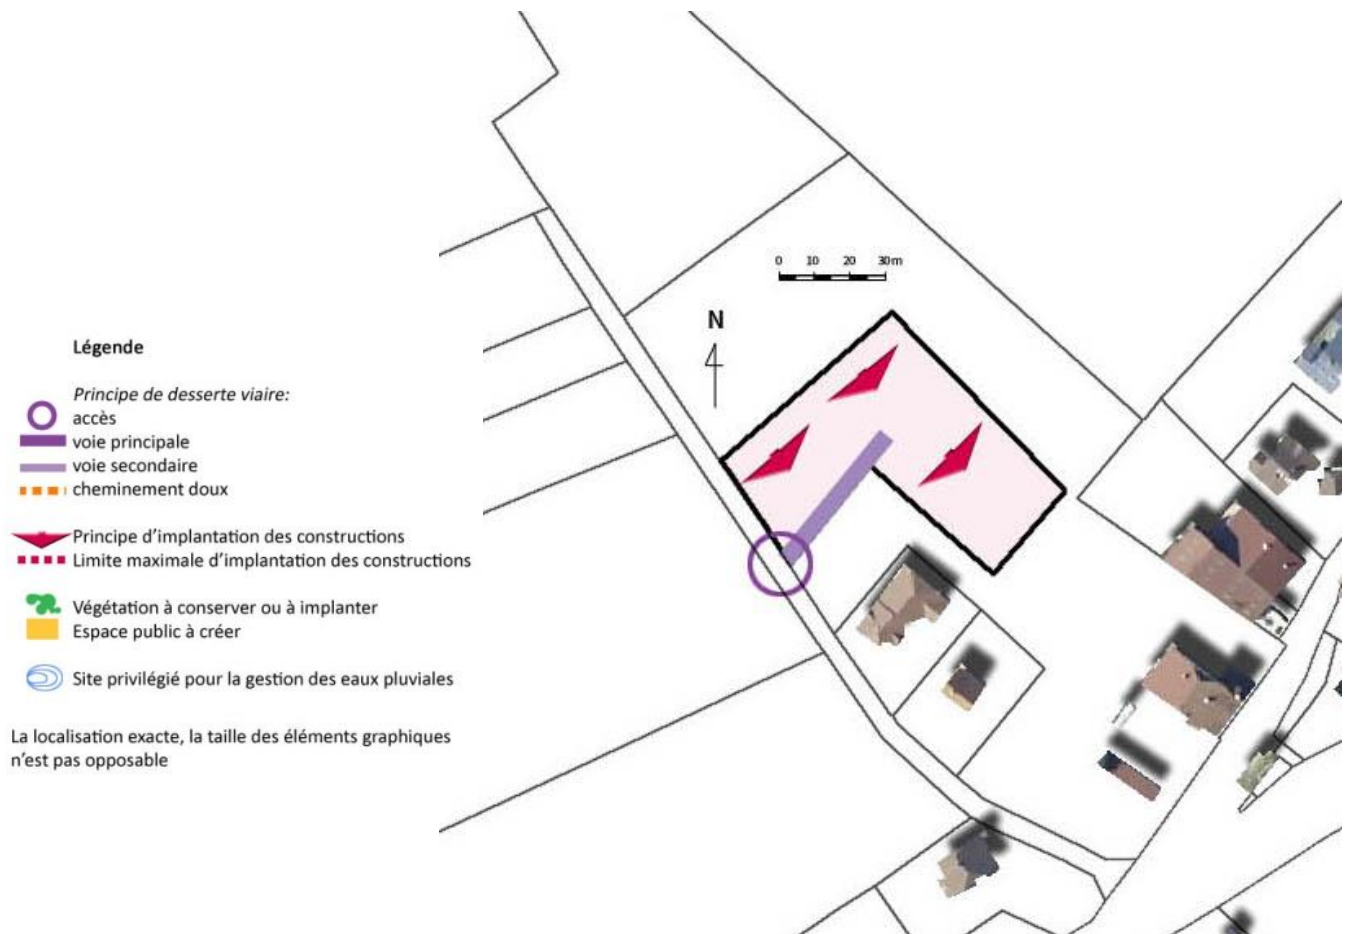 0 10 20 30m
N
Légende
Principe de desserte viaire:
accès
voie principale
voie secondaire
cheminement doux
Principe d'implantation des constructions
Limite maximale d'implantation des constructions
Végétation à conserver ou à implanter
Espace public à créer
Site privilégié pour la gestion des eaux pluviales
La localisation exacte, la taille des éléments graphiques
n'est pas opposable